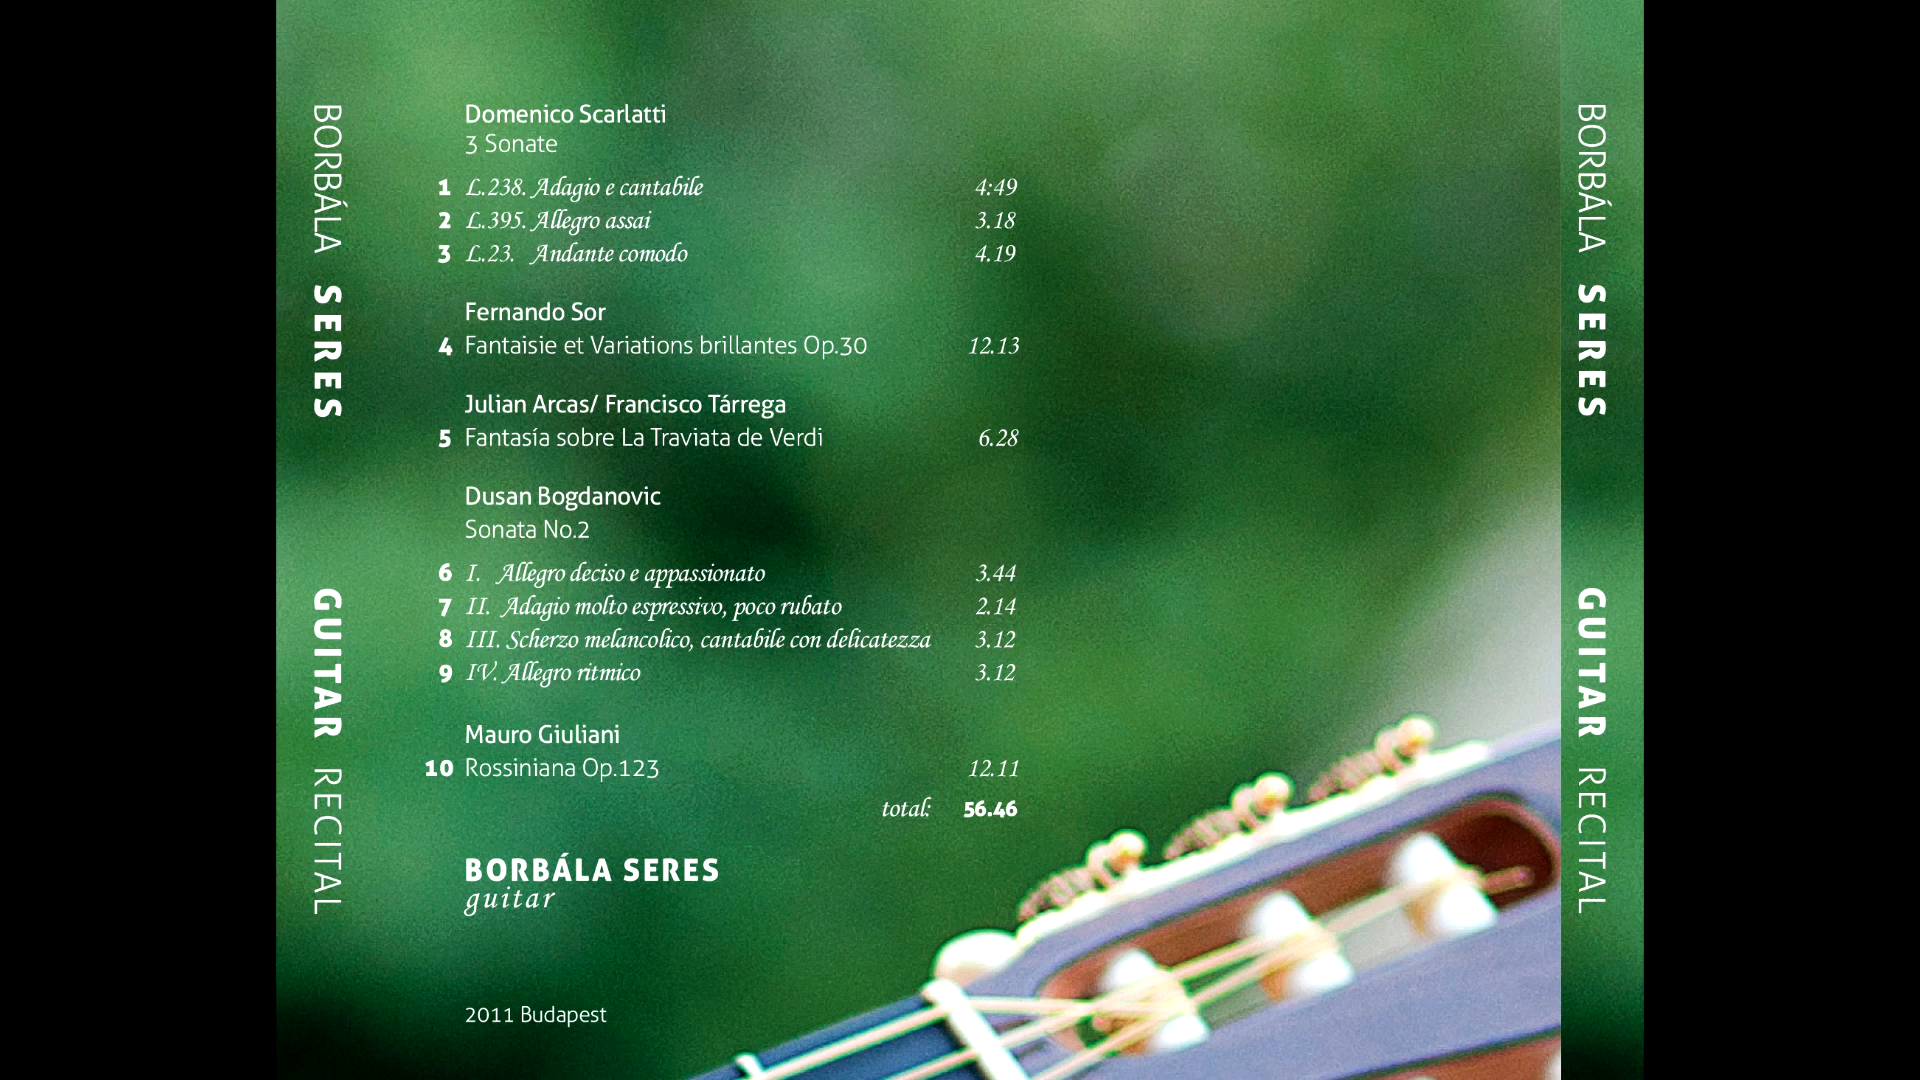 BORBÁLA SERES GUITAR RECITAL
Domenico Scarlatti
3 Sonate
1 L.238. Adagio e cantabile 4:49
2 L.395. Allegro assai 3.18
3 L.23. Andante comodo 4.19
Fernando Sor
4 Fantaisie et Variations brillantes Op.30 12.13
Julian Arcas/ Francisco Tárrega
5 Fantasía sobre La Traviata de Verdi 6.28
Dusan Bogdanovic
Sonata No.2
6 I. Allegro deciso e appassionato 3.44
7 II. Adagio molto espressivo, poco rubato 2.14
8 III. Scherzo melancolico, cantabile con delicatezza 3.12
9 IV. Allegro ritmico 3.12
Mauro Giuliani
10 Rossiniana Op.123 12.11
total: 56.46
BORBÁLA SERES
guitar
2011 Budapest
BORBÁLA SERES GUITAR RECITAL